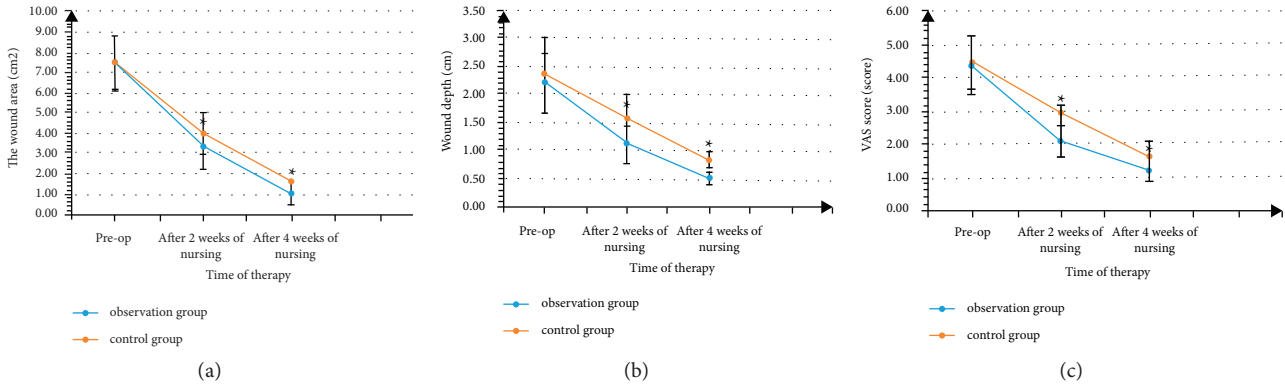 The wound area (cm2)
10.00
9.00
8.00
7.00
6.00
5.00
4.00
3.00
2.00
1.00
0.00
*
*
Pre-op
After 2 weeks of
nursing
After 4 weeks of
nursing
Time of therapy
observation group
control group
(a)
Wound depth (cm)
3.50
3.00
2.50
2.00
1.50
1.00
0.50
0.00
*
*
Pre-op
After 2 weeks of
nursing
After 4 weeks of
nursing
Time of therapy
observation group
control group
(b)
VAS score (score)
6.00
5.00
4.00
3.00
2.00
1.00
0.00
*
*
Pre-op
After 2 weeks of
nursing
After 4 weeks of
nursing
Time of therapy
observation group
control group
(c)